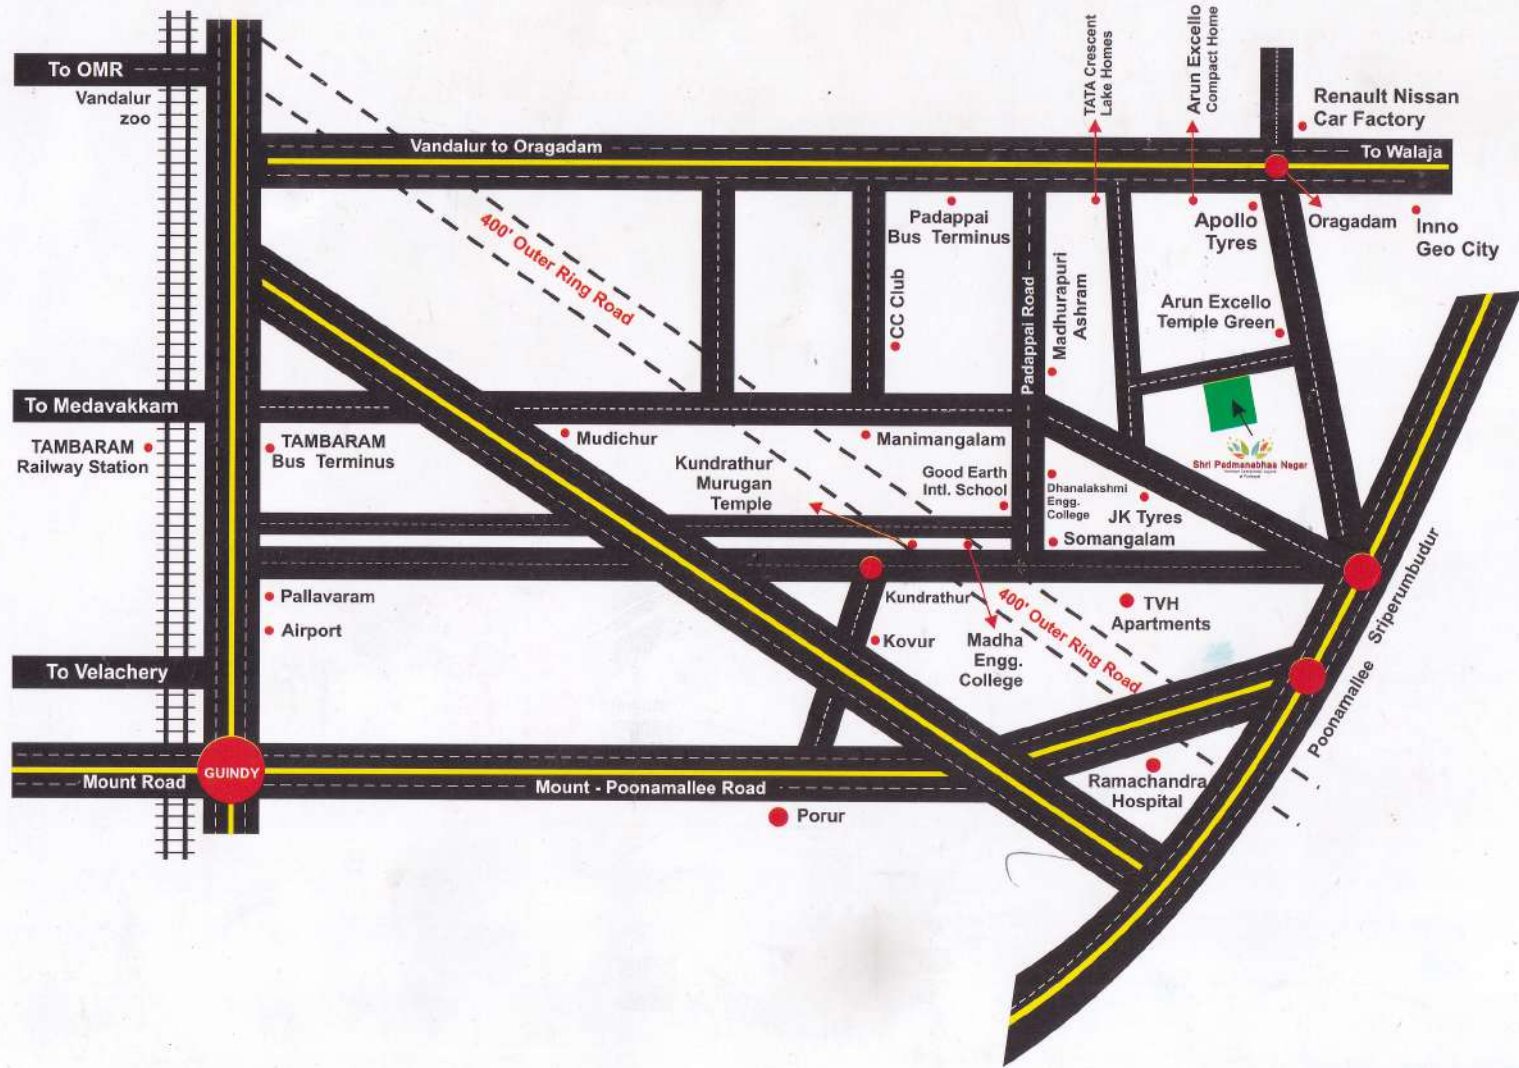 TATA Crescent
Lake Homes
Arun Excello
Compact Home
To OMR
Vandalur
zoo
Renault Nissan
Car Factory
Vandalur to Oragadam
To Walaja
400' Outer Ring Road
Padappai
Bus Terminus
CC Club
Padappai Road
Madhurapuri
Ashram
Apollo
Tyres
Oragadam
Inno
Geo City
Arun Excello
Temple Green
To Medavakkam
TAMBARAM
Railway Station
TAMBARAM
Bus Terminus
Mudichur
Manimangalam
Kundrathur
Murugan
Temple
Good Earth
Intl. School
Dhanalakshmi
Engg.
College
JK Tyres
Somangalam
Shri Padmanabhaa Nagar
Pallavaram
Airport
Kundrathur
Kovur
Madha
Engg.
College
400' Outer Ring Road
TVH
Apartments
Poonamallee Sriperumbudur
To Velachery
GUINDY
Mount Road
Mount - Poonamallee Road
Porur
Ramachandra
Hospital